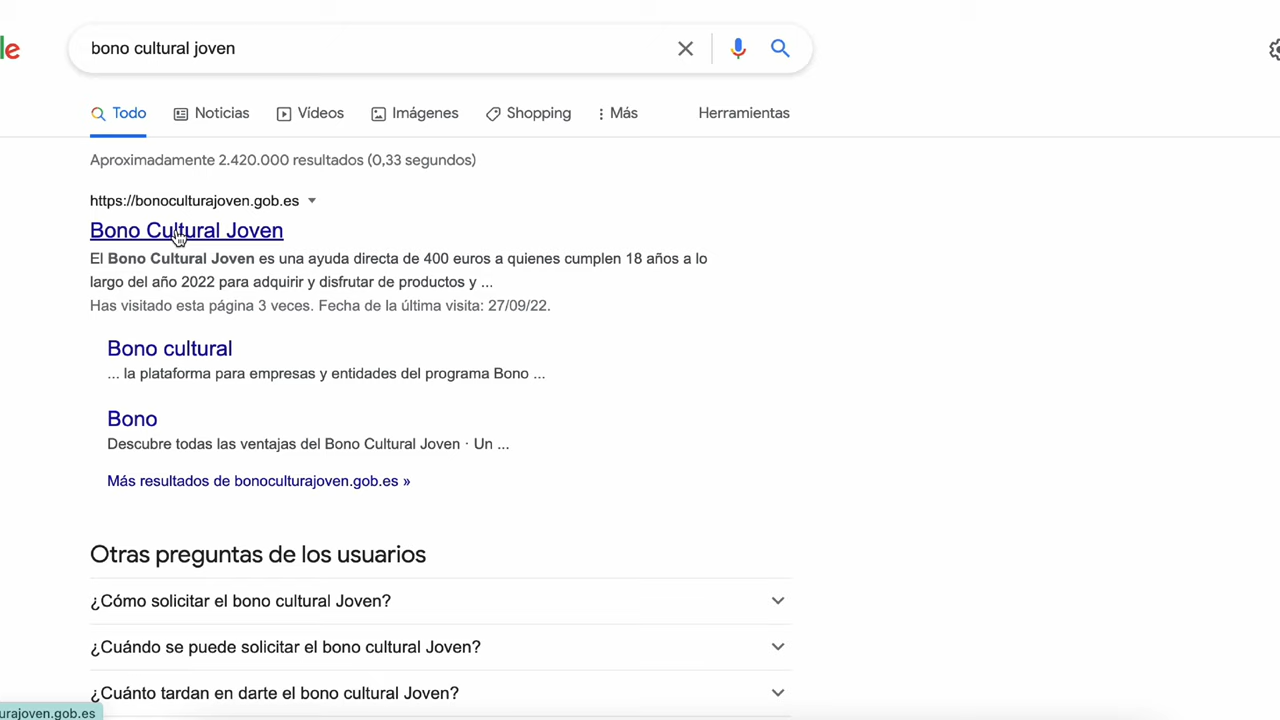 le
bono cultural joven
Todo
Noticias
Vídeos
Imágenes
Shopping
Más
Herramientas
Aproximadamente 2.420.000 resultados (0,33 segundos)
https://bonoculturajoven.gob.es
Bono Cultural Joven
El Bono Cultural Joven es una ayuda directa de 400 euros a quienes cumplen 18 años a lo
largo del año 2022 para adquirir y disfrutar de productos y ...
Has visitado esta página 3 veces. Fecha de la última visita: 27/09/22.
Bono cultural
... la plataforma para empresas y entidades del programa Bono ...
Bono
Descubre todas las ventajas del Bono Cultural Joven · Un ...
Más resultados de bonoculturajoven.gob.es »
Otras preguntas de los usuarios
¿Cómo solicitar el bono cultural Joven?
¿Cuándo se puede solicitar el bono cultural Joven?
¿Cuánto tardan en darte el bono cultural Joven?
urajoven.gob.es